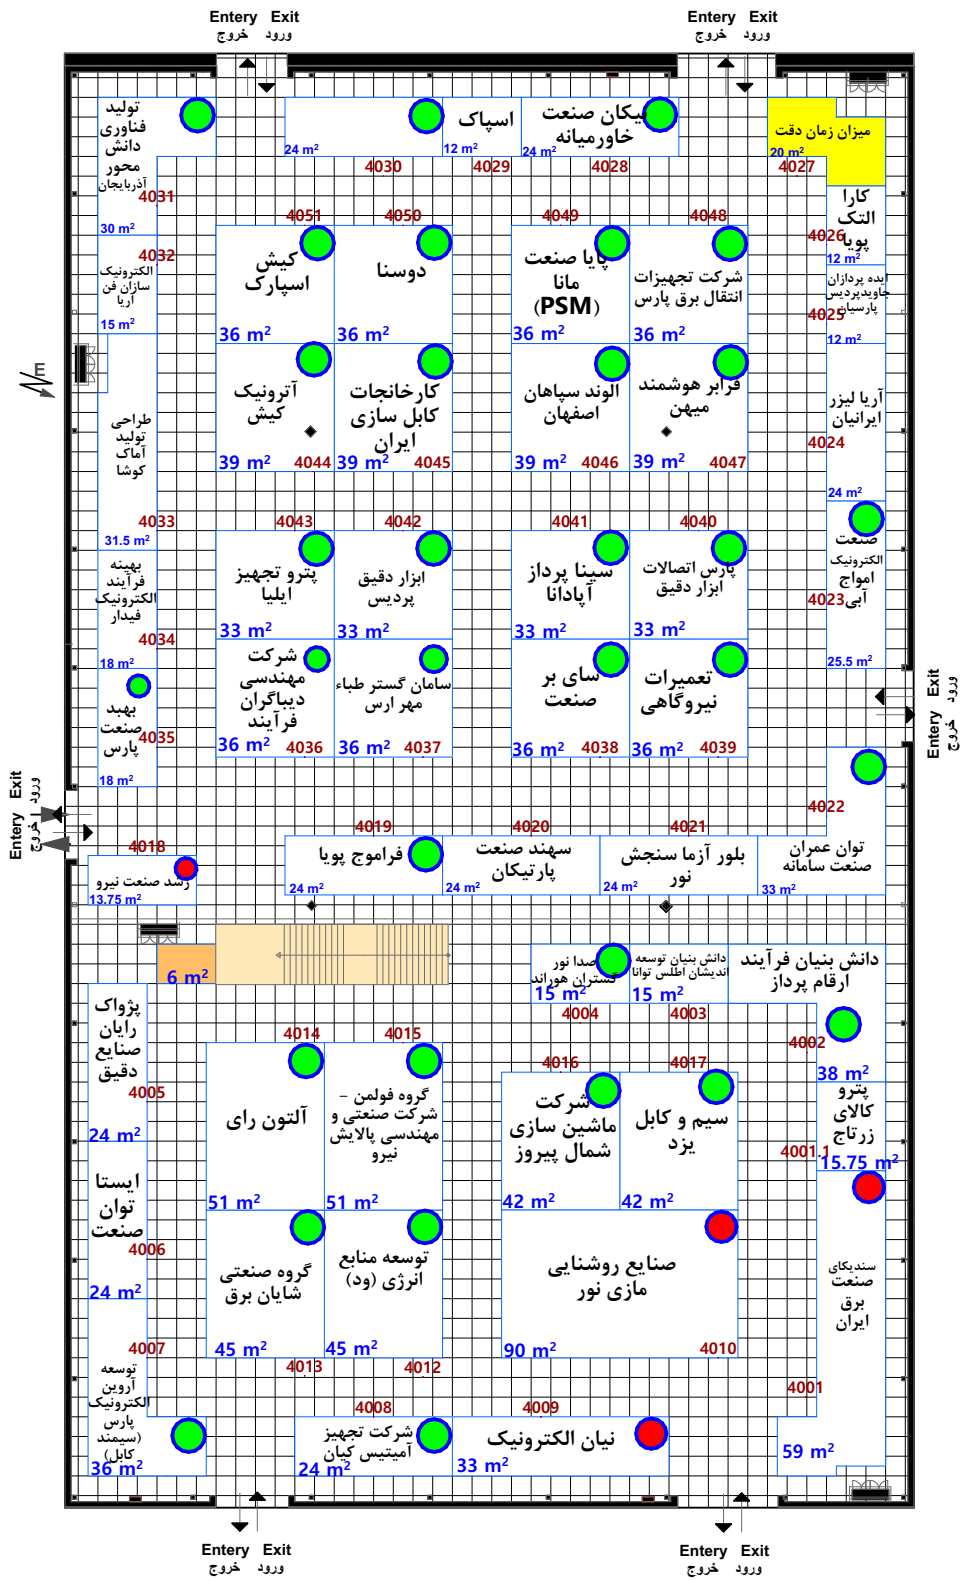 Entery Exit
خروج ورود
Entery Exit
خروج ورود
تولید
فناوری
دانش
محور
آذربایجان
4031
30 m²
24 m²
4030
اسپاک
12 m²
4029
پیکان صنعت
خاورمیانه
24 m²
4028
میزان زمان دقت
20 m²
4027
کارا
التک
پویا
4026
12 m²
ایده پردازان
جاویدپردیس
پارسیان
4025
12 m²
آریا لیزر
ایرانیان
4024
24 m²
صنعت
الکترونیک
امواج
آبی
4023
25.5 m²
4032
الکترونیک
سازان فن
آریا
15 m²
E
طراحی
تولید
آماک
کوشا
4033
31.5 m²
بهینه
فرآیند
الکترونیک
فیدار
4034
18 m²
بهبد
صنعت
پارس
4035
18 m²
4051
کیش
اسپارک
36 m²
4050
دوسنا
36 m²
4049
پایا صنعت
مانا
(PSM)
36 m²
4048
شرکت تجهیزات
انتقال برق پارس
36 m²
آترونیک
کیش
39 m²
4044
کارخانجات
کابل سازی
ایران
39 m²
4045
الوند سپاهان
اصفهان
39 m²
4046
فرابر هوشمند
میهن
39 m²
4047
4043
پترو تجهیز
ایلیا
33 m²
4042
ابزار دقیق
پردیس
33 m²
4041
سینا پرداز
آپادانا
33 m²
4040
پارس اتصالات
ابزار دقیق
33 m²
شرکت
مهندسی
دیباگران
فرآیند
36 m²
4036
سامان گستر طباء
مهر ارس
36 m²
4037
سای بر
صنعت
36 m²
4038
تعمیرات
نیروگاهی
36 m²
4039
Entery Exit
خروج ورود
Entery Exit
خروج ورود
4018
رشد صنعت نیرو
13.75 m²
4019
فراموج پویا
24 m²
4020
سهند صنعت
پارتیکان
24 m²
4021
بلور آزما سنجش
نور
24 m²
4022
توان عمران
صنعت سامانه
33 m²
6 m²
صدا نور
گستران هوراند
15 m²
4004
دانش بنیان توسعه
اندیشان اطلس توانا
15 m²
4003
دانش بنیان فرآیند
ارقام پرداز
4002
38 m²
پترو
کالای
زرتاج
4001.1
15.75 m²
سندیکای
صنعت
برق
ایران
4001
59 m²
پژواک
رایان
صنایع
دقیق
4005
24 m²
ایستا
توان
صنعت
4006
24 m²
4007
توسعه
آروین
الکترونیک
پارس
(سیمند
کابل)
36 m²
4014
آلتون رای
51 m²
4015
گروه فولمن -
شرکت صنعتی و
مهندسی پالایش
نیرو
51 m²
گروه صنعتی
شایان برق
45 m²
4013
توسعه منابع
انرژی (ود)
45 m²
4012
4016
شرکت
ماشین سازی
شمال پیروز
42 m²
4017
سیم و کابل
یزد
42 m²
صنایع روشنایی
مازی نور
90 m²
4010
4008
شرکت تجهیز
آمیتیس کیان
24 m²
4009
نیان الکترونیک
33 m²
Entery Exit
خروج ورود
Entery Exit
خروج ورود